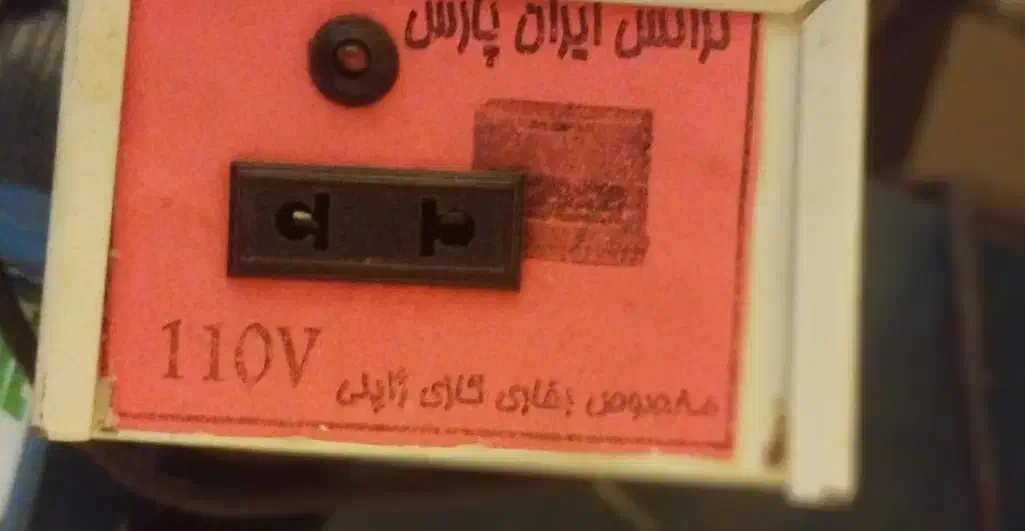 ترانس ایران پارس
110V
مخصوص بخاری گازی ژاپنی